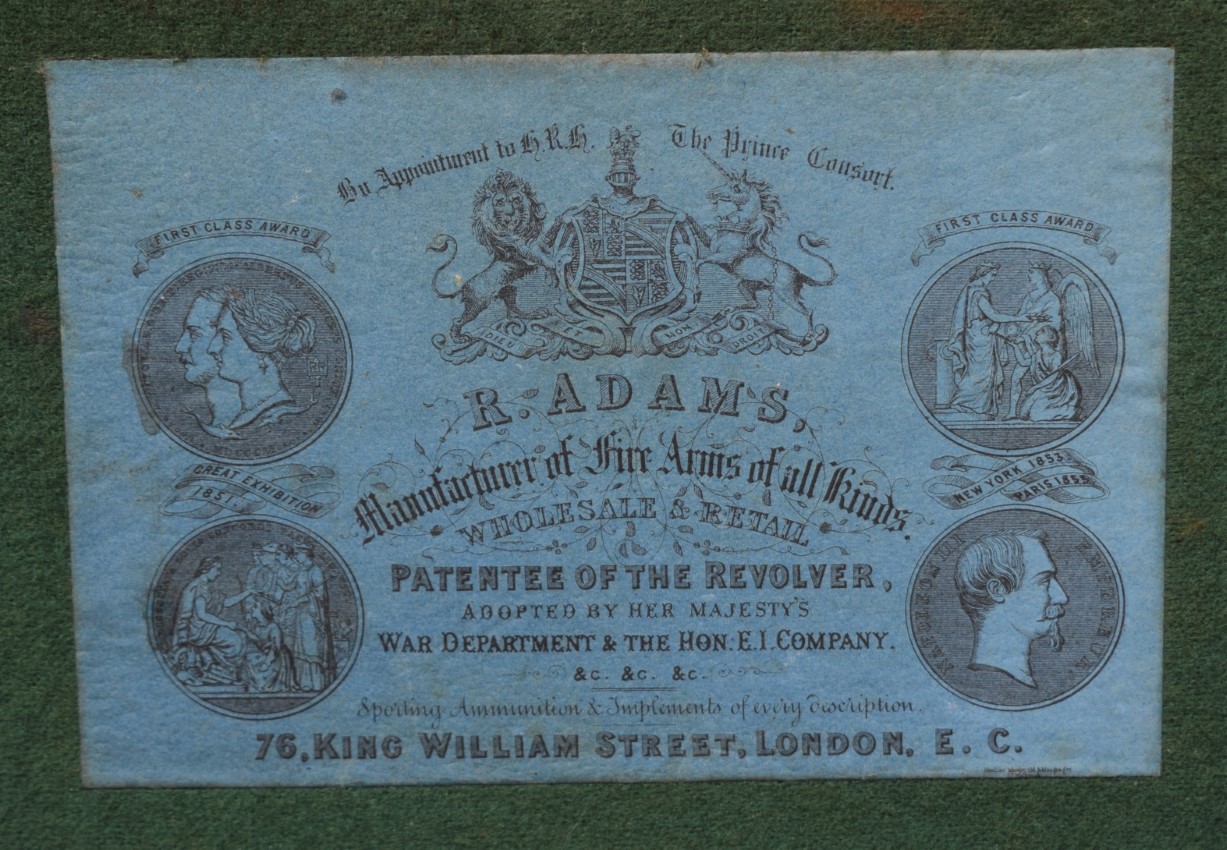 By Appointment to H.R.H. The Prince Consort.
DIEU ET MON DROIT
FIRST CLASS AWARD
FIRST CLASS AWARD
R. ADAMS,
Manufacturer of Fire Arms of all Kinds.
WHOLESALE & RETAIL
GREAT EXHIBITION
1851.
NEW YORK 1853
PARIS 1855
PATENTEE OF THE REVOLVER,
ADOPTED BY HER MAJESTY'S
WAR DEPARTMENT & THE HON. E.I. COMPANY.
&C. &C. &C.
NAPOLEON III EMPEREUR
Sporting Ammunition & Implements of every description.
76, KING WILLIAM STREET, LONDON. E. C.